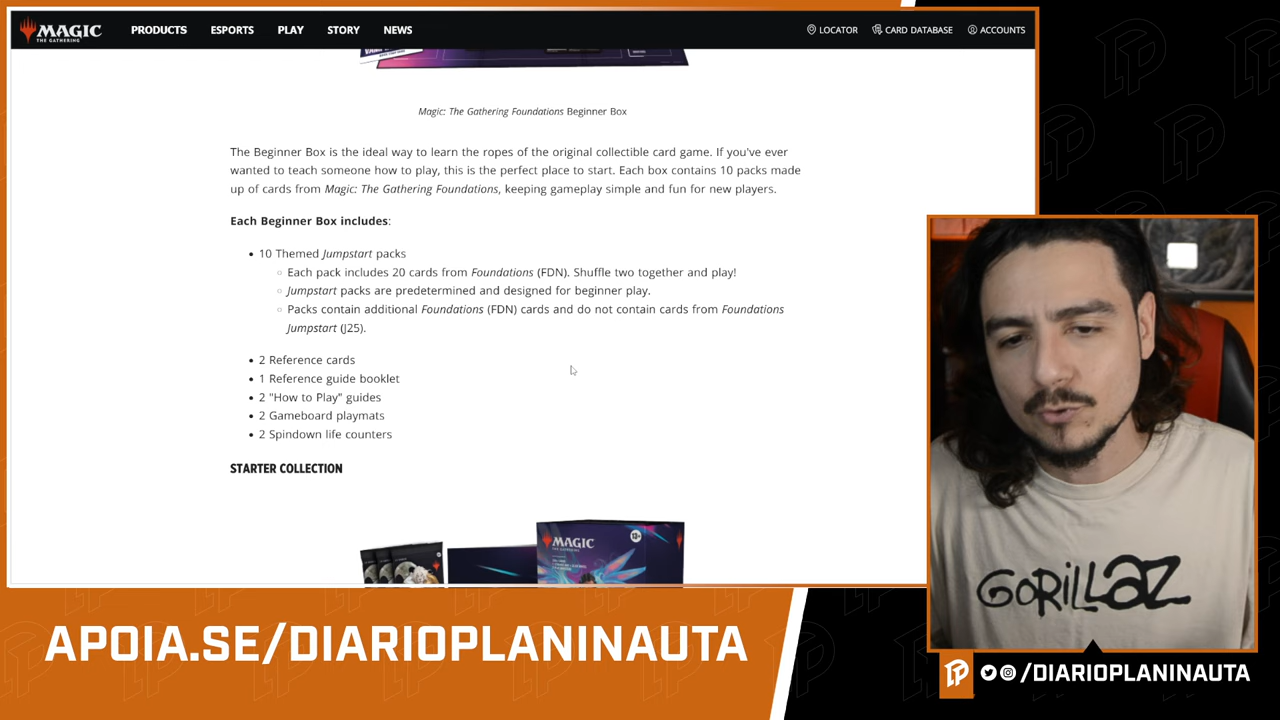 MAGIC
THE GATHERING
PRODUCTS ESPORTS PLAY STORY NEWS
LOCATOR CARD DATABASE ACCOUNTS
Magic: The Gathering Foundations Beginner Box
The Beginner Box is the ideal way to learn the ropes of the original collectible card game. If you've ever
wanted to teach someone how to play, this is the perfect place to start. Each box contains 10 packs made
up of cards from Magic: The Gathering Foundations, keeping gameplay simple and fun for new players.
Each Beginner Box includes:
• 10 Themed Jumpstart packs
○ Each pack includes 20 cards from Foundations (FDN). Shuffle two together and play!
○ Jumpstart packs are predetermined and designed for beginner play.
○ Packs contain additional Foundations (FDN) cards and do not contain cards from Foundations
Jumpstart (J25).
• 2 Reference cards
• 1 Reference guide booklet
• 2 "How to Play" guides
• 2 Gameboard playmats
• 2 Spindown life counters
STARTER COLLECTION
MAGIC
13+
GORILLAZ
APOIA.SE/DIARIOPLANINAUTA
/DIARIOPLANINAUTA